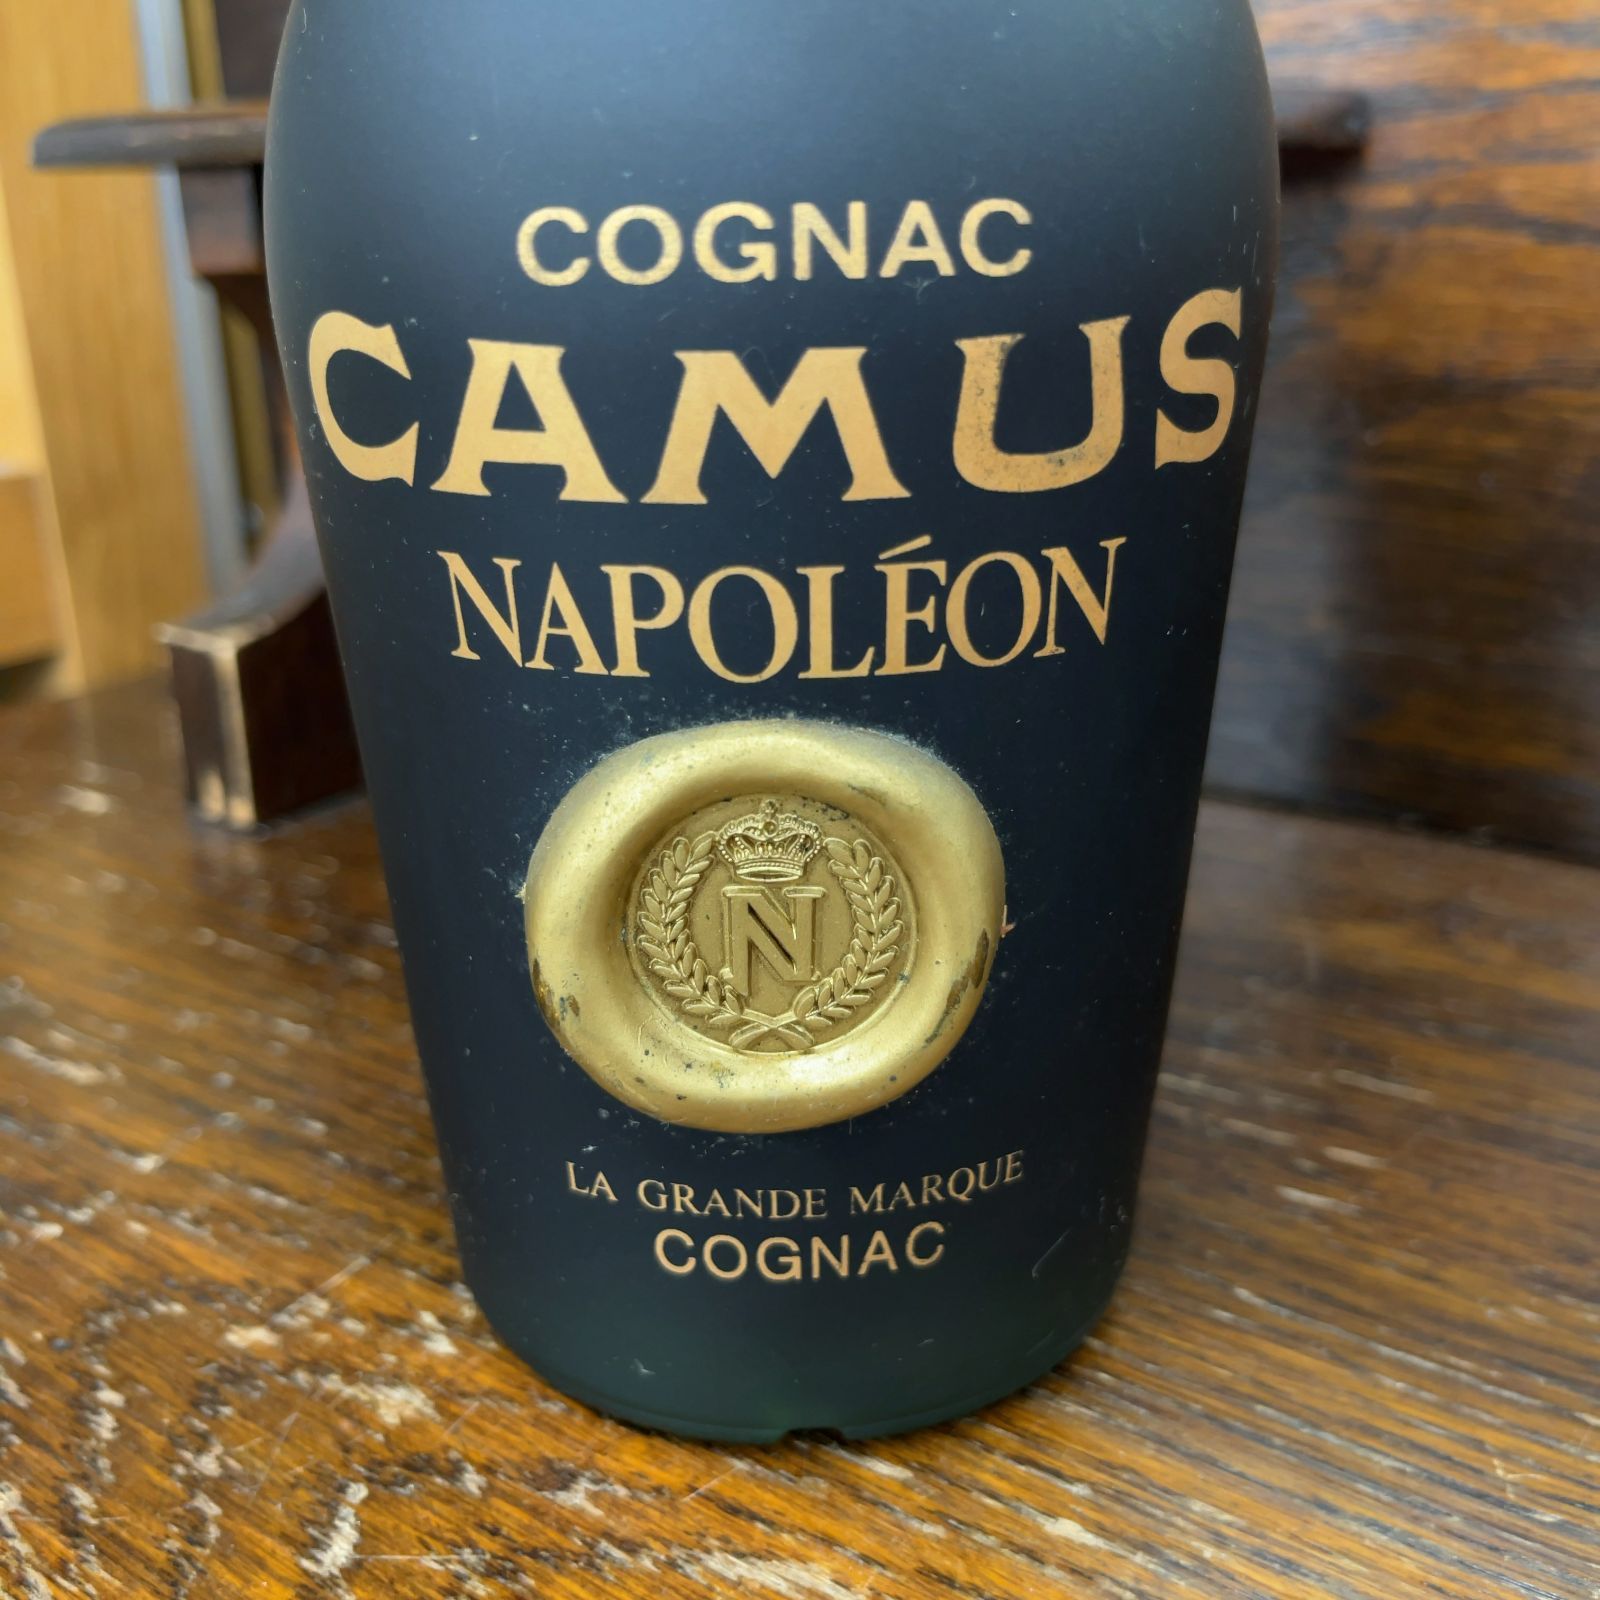 COGNAC
CAMUS
NAPOLÉON
N
LA GRANDE MARQUE
COGNAC